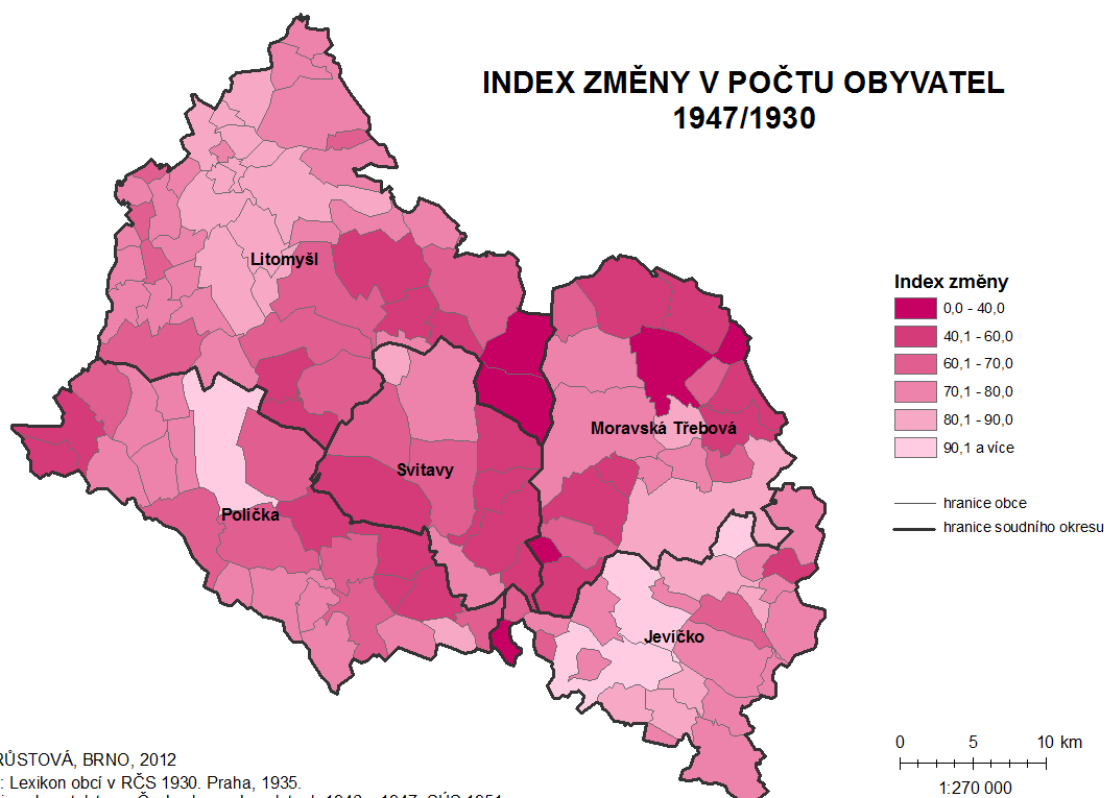 INDEX ZMĚNY V POČTU OBYVATEL
1947/1930
Litomyšl
Moravská Třebová
Svitavy
Polička
Jevíčko
Index změny
0,0 - 40,0
40,1 - 60,0
60,1 - 70,0
70,1 - 80,0
80,1 - 90,0
90,1 a více
hranice obce
hranice soudního okresu
0 5 10 km
1:270 000
RŮSTOVÁ, BRNO, 2012
: Lexikon obcí v RČS 1930. Praha, 1935.